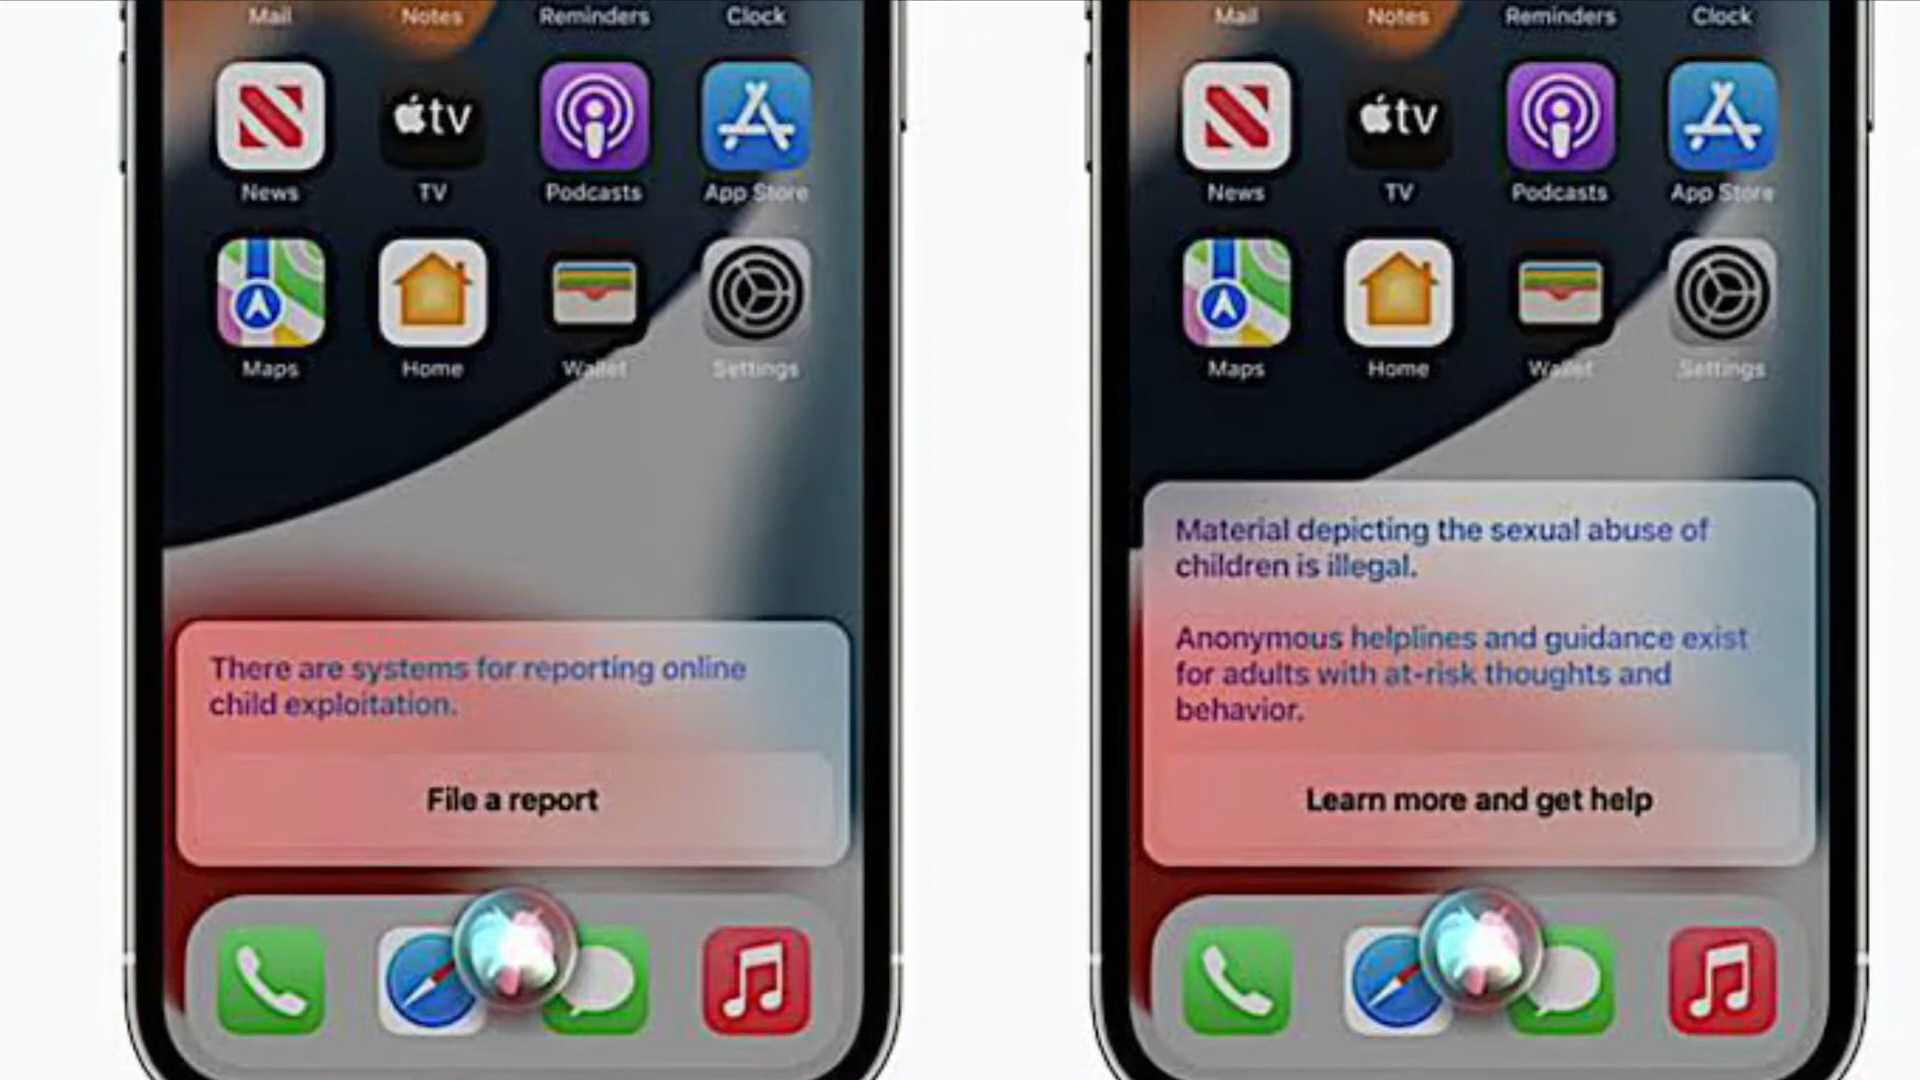 Mail Notes Reminders Clock
tv
News TV Podcasts App Store
Maps Home Wallet Settings
There are systems for reporting online
child exploitation.
File a report
Mail Notes Reminders Clock
tv
News TV Podcasts App Store
Maps Home Wallet Settings
Material depicting the sexual abuse of
children is illegal.
Anonymous helplines and guidance exist
for adults with at-risk thoughts and
behavior.
Learn more and get help